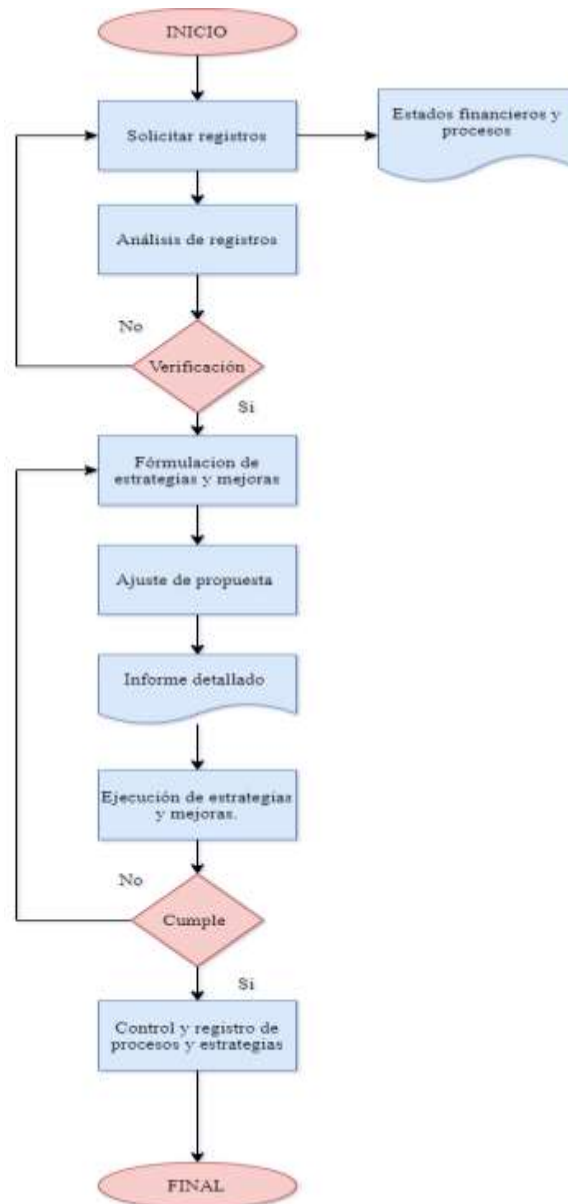 INICIO
Solicitar registros
Estados financieros y
procesos
Análisis de registros
No
Verificación
Si
Fórmulacion de
estrategias y mejoras
Ajuste de propuesta
Informe detallado
Ejecución de estrategias
y mejoras.
No
Cumple
Si
Control y registro de
procesos y estrategias
FINAL